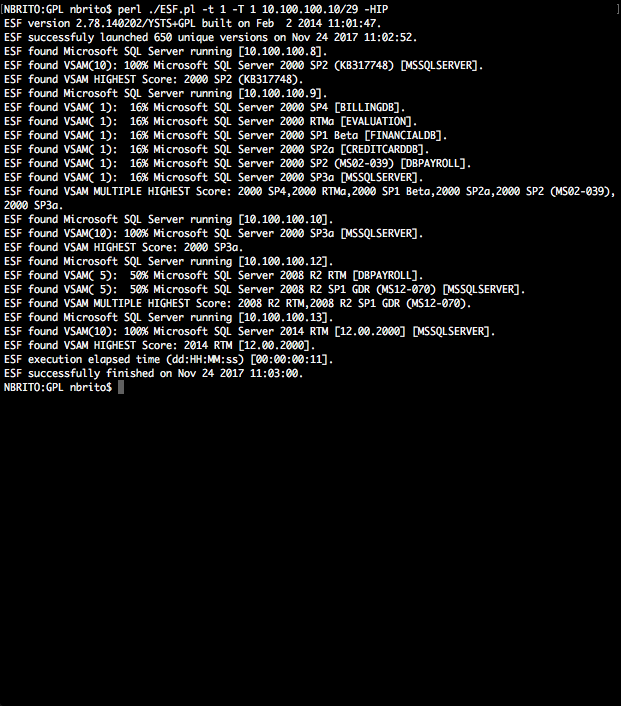 [NBRITO:GPL nbrito$ perl ./ESF.pl -t 1 -T 1 10.100.100.10/29 -HIP ]
ESF version 2.78.140202/YSTS+GPL built on Feb  2 2014 11:01:47.
ESF successfuly launched 650 unique versions on Nov 24 2017 11:02:52.
ESF found Microsoft SQL Server running [10.100.100.8].
ESF found VSAM(10): 100% Microsoft SQL Server 2000 SP2 (KB317748) [MSSQLSERVER].
ESF found VSAM HIGHEST Score: 2000 SP2 (KB317748).
ESF found Microsoft SQL Server running [10.100.100.9].
ESF found VSAM( 1):  16% Microsoft SQL Server 2000 SP4 [BILLINGDB].
ESF found VSAM( 1):  16% Microsoft SQL Server 2000 RTMa [EVALUATION].
ESF found VSAM( 1):  16% Microsoft SQL Server 2000 SP1 Beta [FINANCIALDB].
ESF found VSAM( 1):  16% Microsoft SQL Server 2000 SP2a [CREDITCARDDB].
ESF found VSAM( 1):  16% Microsoft SQL Server 2000 SP2 (MS02-039) [DBPAYROLL].
ESF found VSAM( 1):  16% Microsoft SQL Server 2000 SP3a [MSSQLSERVER].
ESF found VSAM MULTIPLE HIGHEST Score: 2000 SP4,2000 RTMa,2000 SP1 Beta,2000 SP2a,2000 SP2 (MS02-039),
2000 SP3a.
ESF found Microsoft SQL Server running [10.100.100.10].
ESF found VSAM(10): 100% Microsoft SQL Server 2000 SP3a [MSSQLSERVER].
ESF found VSAM HIGHEST Score: 2000 SP3a.
ESF found Microsoft SQL Server running [10.100.100.12].
ESF found VSAM( 5):  50% Microsoft SQL Server 2008 R2 RTM [DBPAYROLL].
ESF found VSAM( 5):  50% Microsoft SQL Server 2008 R2 SP1 GDR (MS12-070) [MSSQLSERVER].
ESF found VSAM MULTIPLE HIGHEST Score: 2008 R2 RTM,2008 R2 SP1 GDR (MS12-070).
ESF found Microsoft SQL Server running [10.100.100.13].
ESF found VSAM(10): 100% Microsoft SQL Server 2014 RTM [12.00.2000] [MSSQLSERVER].
ESF found VSAM HIGHEST Score: 2014 RTM [12.00.2000].
ESF execution elapsed time (dd:HH:MM:ss) [00:00:00:11].
ESF successfully finished on Nov 24 2017 11:03:00.
NBRITO:GPL nbrito$